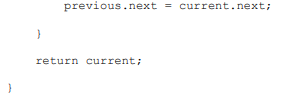 previous.next = current.next;
}
return current;
}